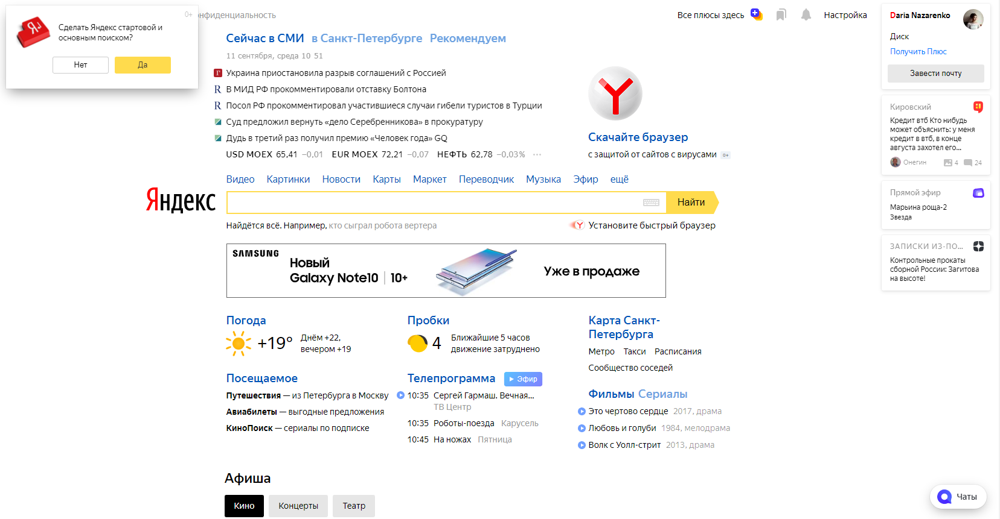 0+
онфиденциальность
Сделать Яндекс стартовой и
основным поиском?
Нет
Да
Все плюсы здесь
Настройка
Сейчас в СМИ в Санкт-Петербурге Рекомендуем
11 сентября, среда 10 51
Украина приостановила разрыв соглашений с Россией
R В МИД РФ прокомментировали отставку Болтона
R Посол РФ прокомментировал участившиеся случаи гибели туристов в Турции
Суд предложил вернуть «дело Серебренникова» в прокуратуру
Дудь в третий раз получил премию «Человек года» GQ
USD MOEX 65,41 −0,01 EUR MOEX 72,21 −0,07 НЕФТЬ 62,78 −0,03% ···
Скачайте браузер
с защитой от сайтов с вирусами 0+
Видео Картинки Новости Карты Маркет Переводчик Музыка Эфир ещё
Яндекс
Найти
Найдётся всё. Например, кто сыграл робота вертера
Установите быстрый браузер
SAMSUNG
Новый
Galaxy Note10 | 10+
Уже в продаже
Погода
+19°
Днём +22,
вечером +19
Пробки
4
Ближайшие 5 часов
движение затруднено
Карта Санкт-
Петербурга
Метро Такси Расписания
Сообщество соседей
Посещаемое
Путешествия — из Петербурга в Москву
Авиабилеты — выгодные предложения
КиноПоиск — сериалы по подписке
Телепрограмма
Эфир
10:35 Сергей Гармаш. Вечная...
ТВ Центр
10:35 Роботы-поезда Карусель
10:45 На ножах Пятница
Фильмы Сериалы
Это чертово сердце 2017, драма
Любовь и голуби 1984, мелодрама
Волк с Уолл-стрит 2013, драма
Афиша
Кино
Концерты
Театр
Daria Nazarenko
Диск
Получить Плюс
Завести почту
Кировский
Кредит втб Кто нибудь
может объяснить: у меня
кредит в втб, в конце
августа захотел его...
Онегин 4 24
Прямой эфир
Марьина роща-2
Звезда
ЗАПИСКИ ИЗ-ПО...
Контрольные прокаты
сборной России: Загитова
на высоте!
Чаты